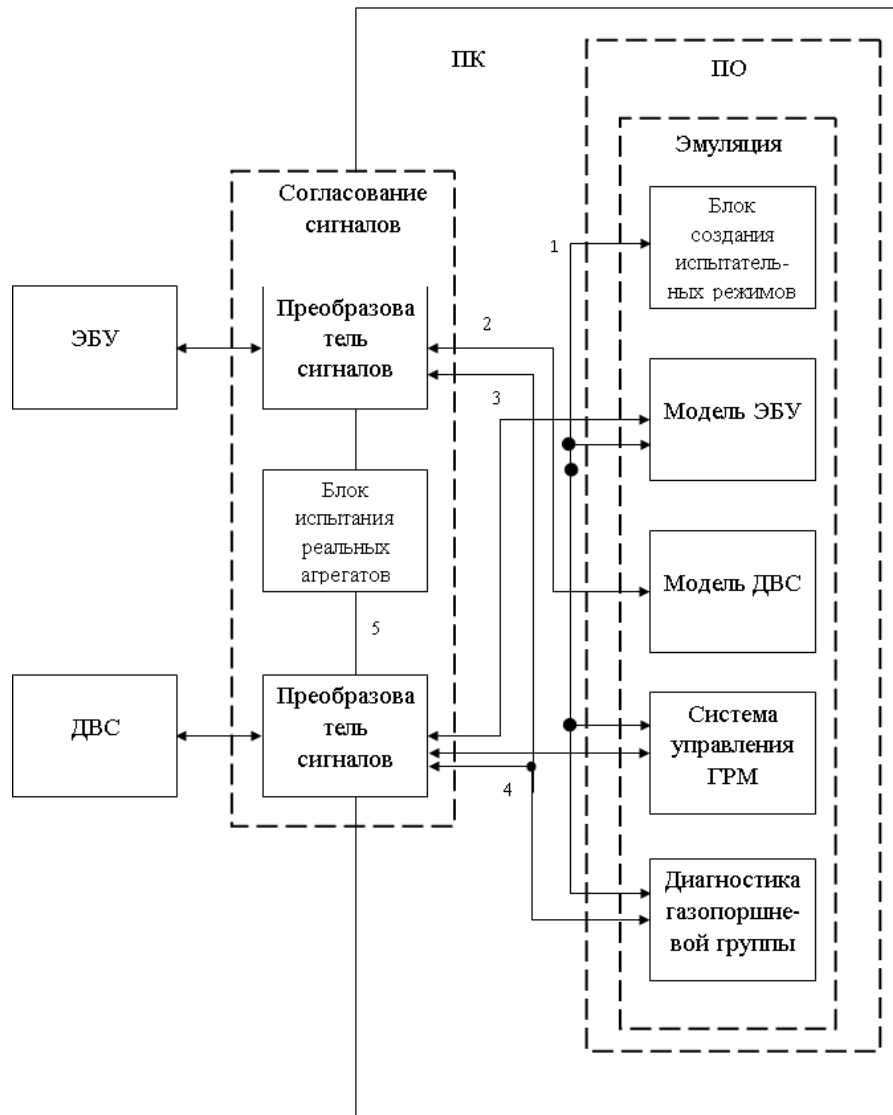 ПК
ПО
Эмуляция
Согласование
сигналов
Блок
создания
испытатель-
ных режимов
1
ЭБУ
Преобразова
тель
сигналов
2
3
Модель ЭБУ
Блок
испытания
реальных
агрегатов
Модель ДВС
5
ДВС
Преобразова
тель
сигналов
4
Система
управления
ГРМ
Диагностика
газопоршне-
вой группы